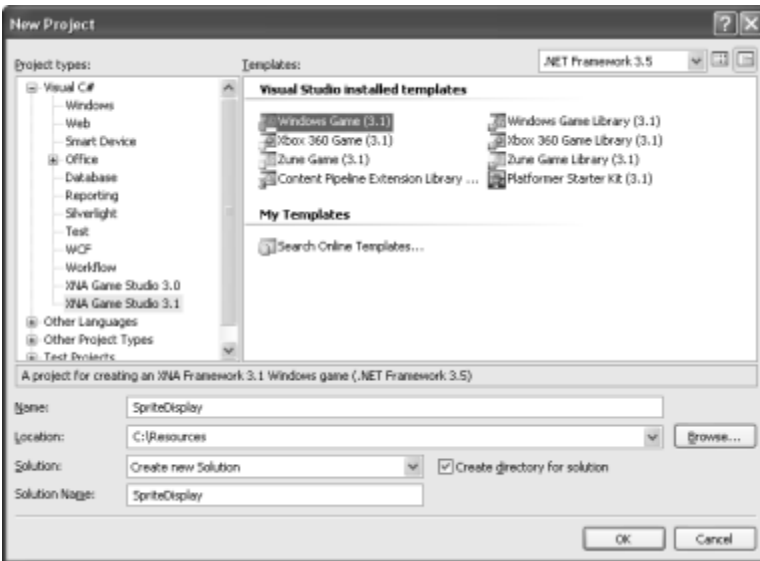 New Project
Project types:
Templates:
.NET Framework 3.5
Visual C#
Windows
Web
Smart Device
Office
Database
Reporting
Silverlight
Test
WCF
Workflow
XNA Game Studio 3.0
XNA Game Studio 3.1
Other Languages
Other Project Types
Test Projects
Visual Studio installed templates
Windows Game (3.1)
Windows Game Library (3.1)
Xbox 360 Game (3.1)
Xbox 360 Game Library (3.1)
Zune Game (3.1)
Zune Game Library (3.1)
Content Pipeline Extension Library ...
Platformer Starter Kit (3.1)
My Templates
Search Online Templates...
A project for creating an XNA Framework 3.1 Windows game (.NET Framework 3.5)
Name:
SpriteDisplay
Location:
C:\Resources
Browse...
Solution:
Create new Solution
Create directory for solution
Solution Name:
SpriteDisplay
OK
Cancel